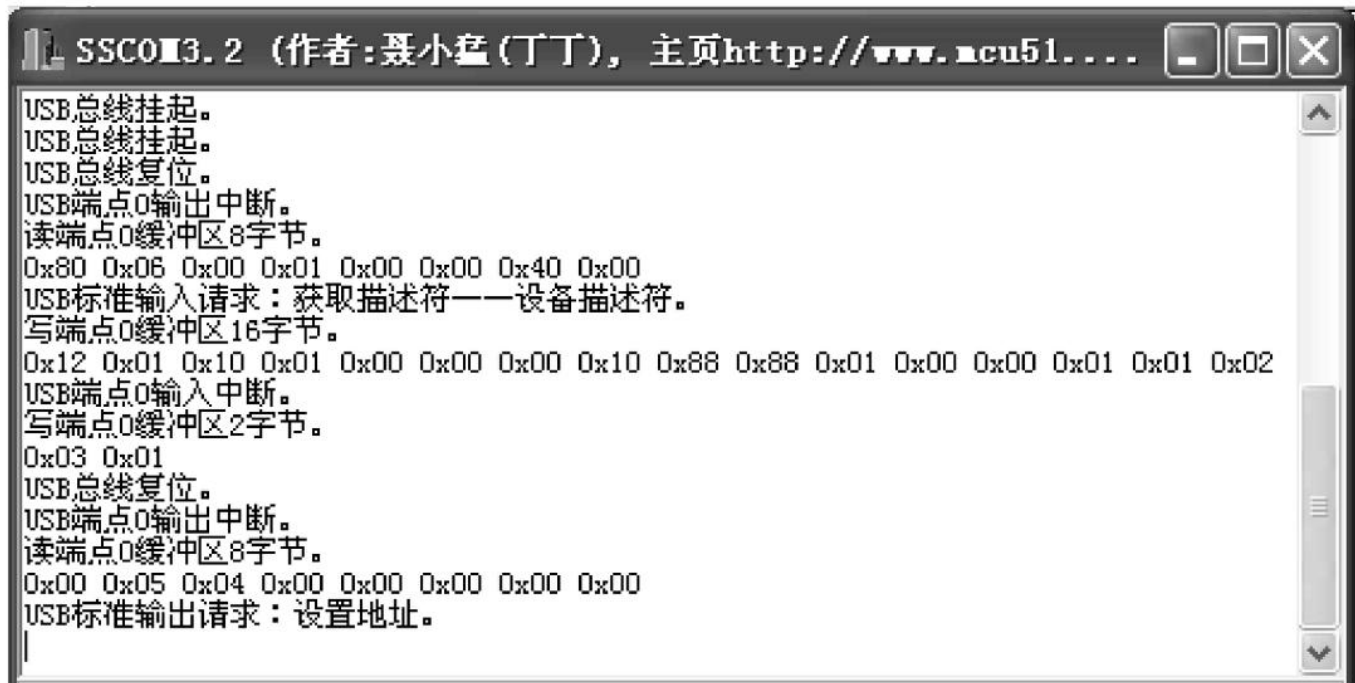 SSCOM3.2 (作者:聂小猛(丁丁), 主页http://www.mcu51....
USB总线挂起。
USB总线挂起。
USB总线复位。
USB端点0输出中断。
读端点0缓冲区8字节。
0x80 0x06 0x00 0x01 0x00 0x00 0x40 0x00
USB标准输入请求：获取描述符——设备描述符。
写端点0缓冲区16字节。
0x12 0x01 0x10 0x01 0x00 0x00 0x00 0x10 0x88 0x88 0x01 0x00 0x00 0x01 0x01 0x02
USB端点0输入中断。
写端点0缓冲区2字节。
0x03 0x01
USB总线复位。
USB端点0输出中断。
读端点0缓冲区8字节。
0x00 0x05 0x04 0x00 0x00 0x00 0x00 0x00
USB标准输出请求：设置地址。